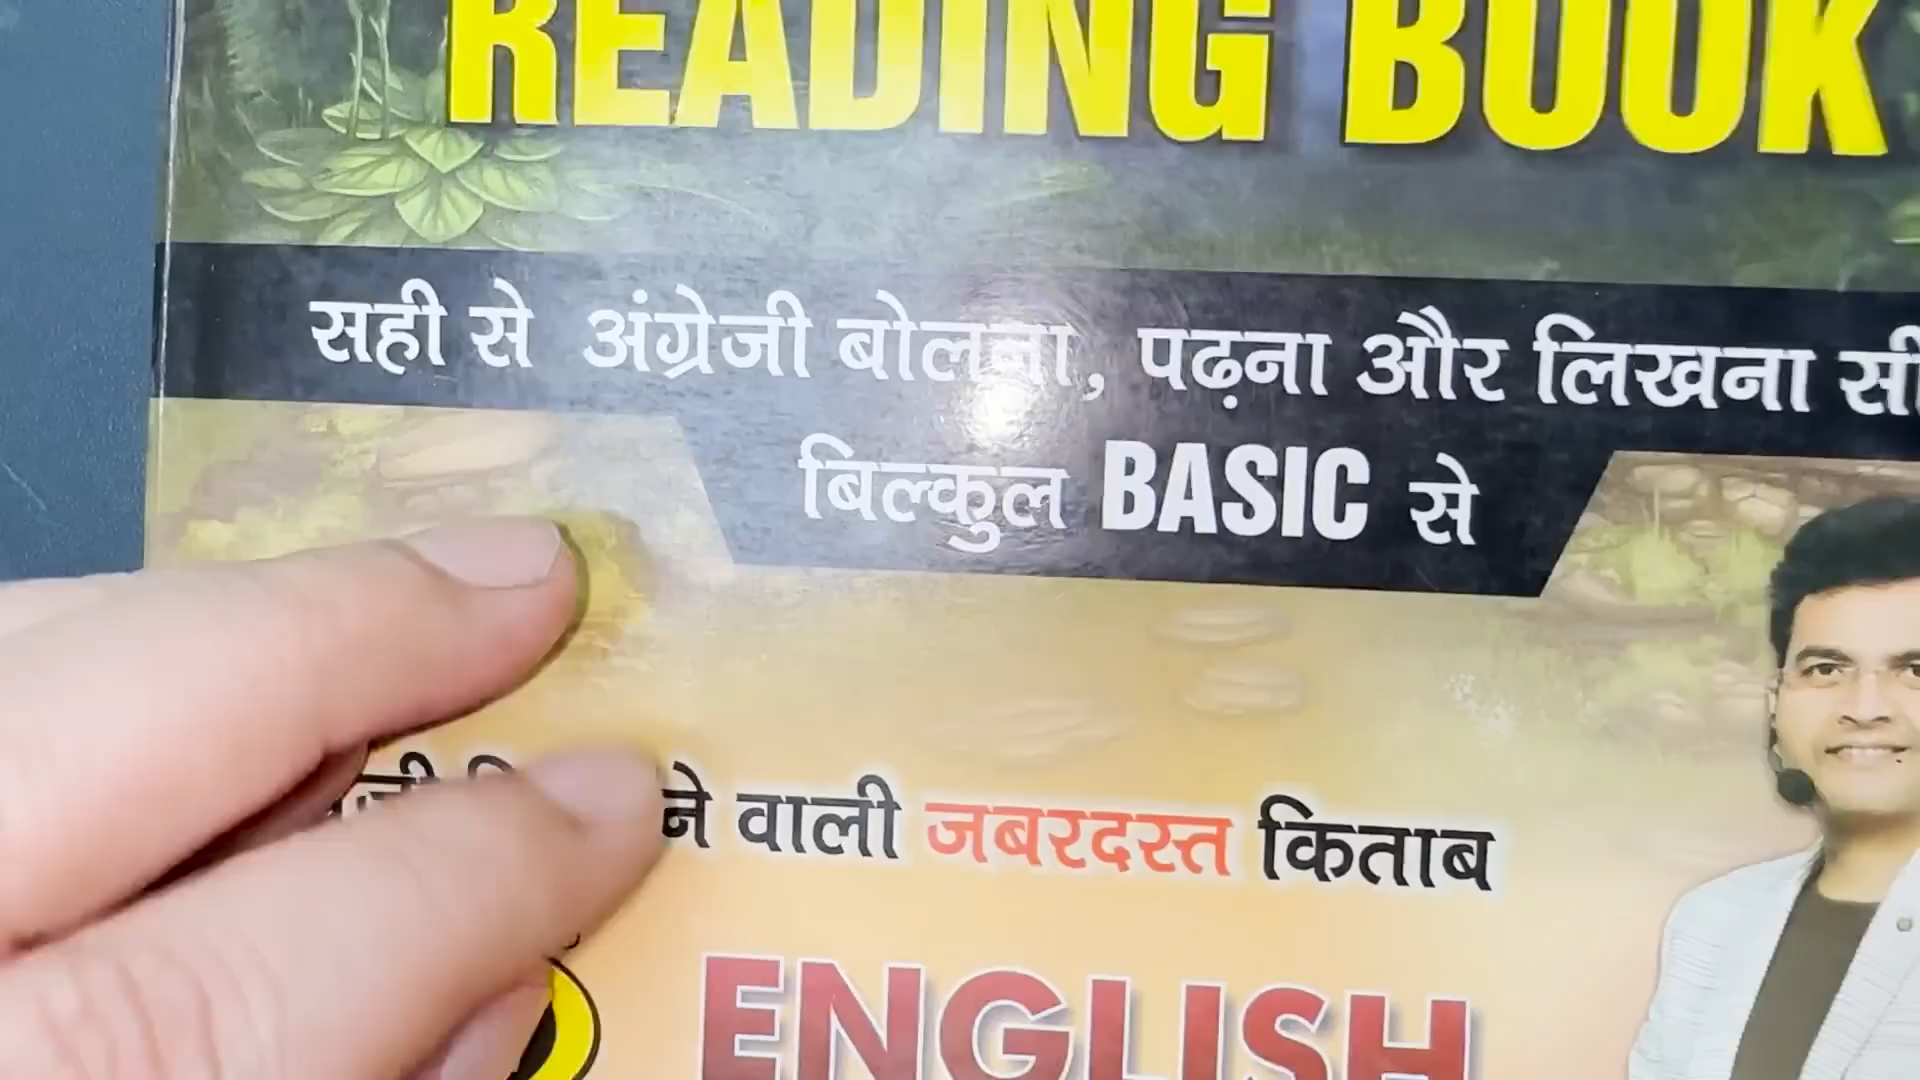 READING BOOK
सही से अंग्रेजी बोलना, पढ़ना और लिखना
बिल्कुल BASIC से
वाली जबरदस्त किताब
ENGLISH